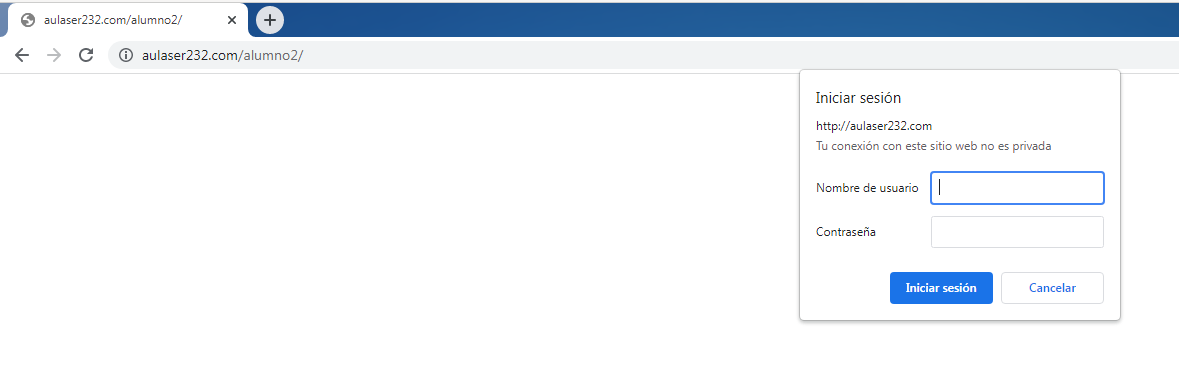 aulaser232.com/alumno2/
aulaser232.com/alumno2/
Iniciar sesión
http://aulaser232.com
Tu conexión con este sitio web no es privada
Nombre de usuario
Contraseña
Iniciar sesión Cancelar